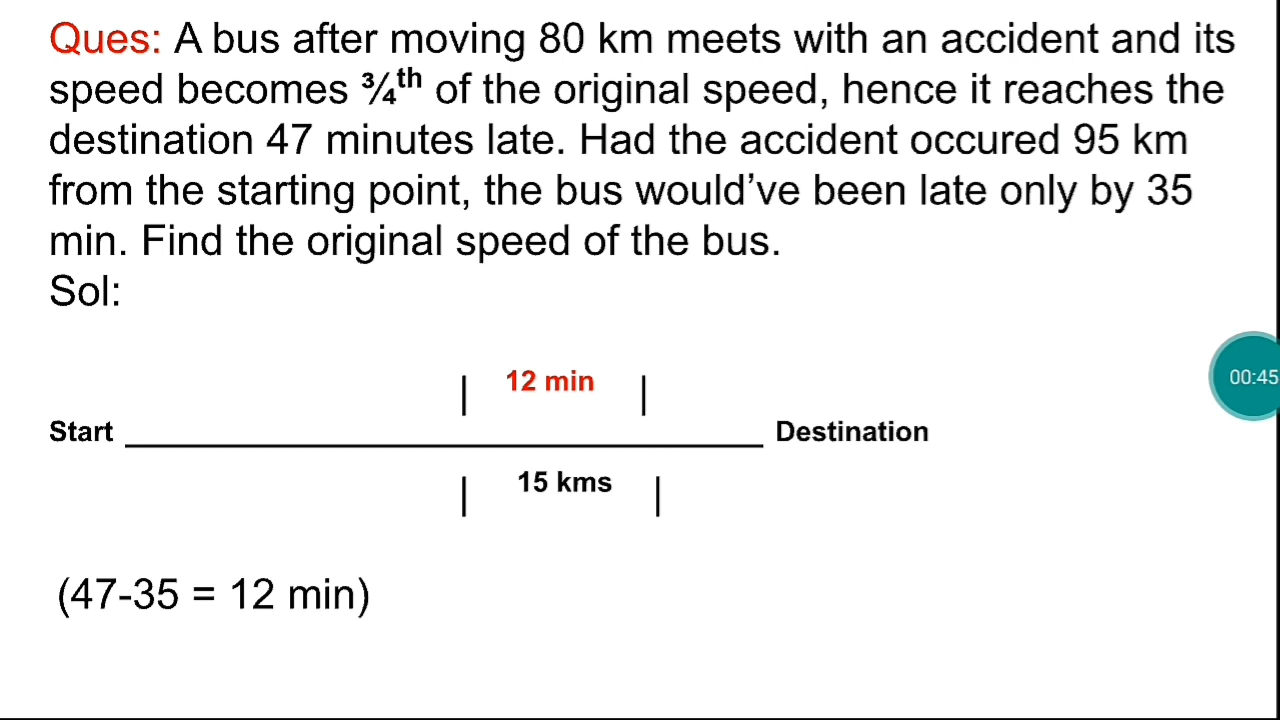 Ques: A bus after moving 80 km meets with an accident and its
speed becomes ¾th of the original speed, hence it reaches the
destination 47 minutes late. Had the accident occured 95 km
from the starting point, the bus would’ve been late only by 35
min. Find the original speed of the bus.
Sol:
12 min
00:45
Start Destination
15 kms
(47-35 = 12 min)